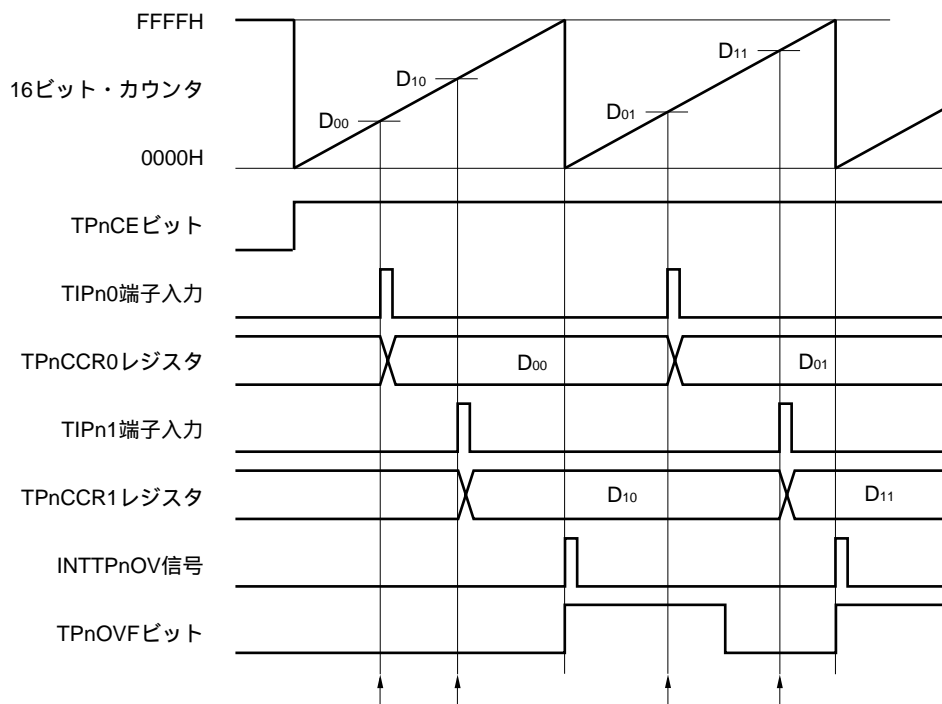 FFFFH
16ビット・カウンタ
0000H
D00
D10
D01
D11
TPnCEビット
TIPn0端子入力
TPnCCR0レジスタ
D00
D01
TIPn1端子入力
TPnCCR1レジスタ
D10
D11
INTTPnOV信号
TPnOVFビット